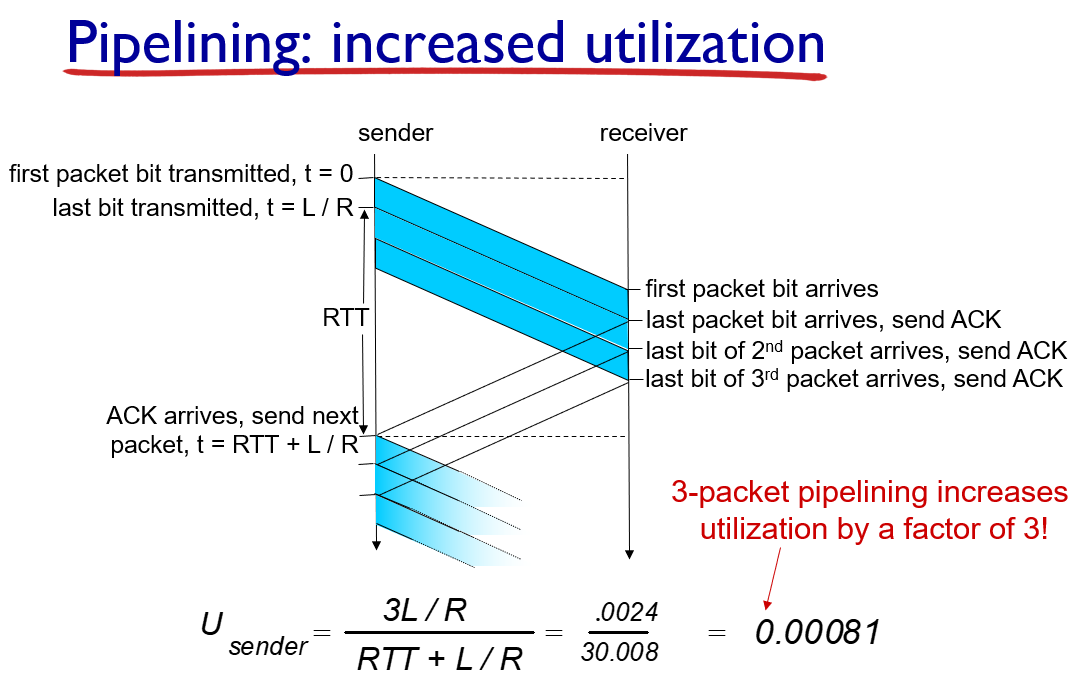 Pipelining: increased utilization
sender
receiver
first packet bit transmitted, t = 0
last bit transmitted, t = L / R
RTT
first packet bit arrives
last packet bit arrives, send ACK
last bit of 2nd packet arrives, send ACK
last bit of 3rd packet arrives, send ACK
ACK arrives, send next
packet, t = RTT + L / R
3-packet pipelining increases
utilization by a factor of 3!
U sender = 3L / R / RTT + L / R = .0024 / 30.008 = 0.00081